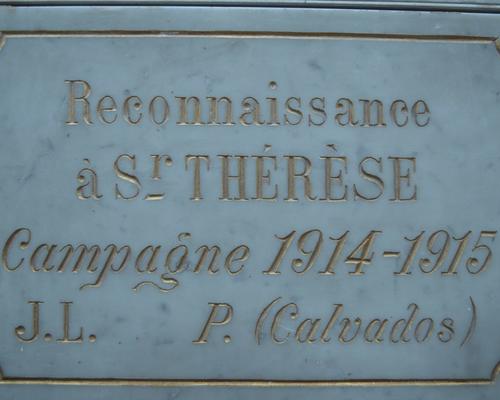 Reconnaissance
à Sr THÉRÈSE
Campagne 1914-1915
J.L. P. (Calvados)